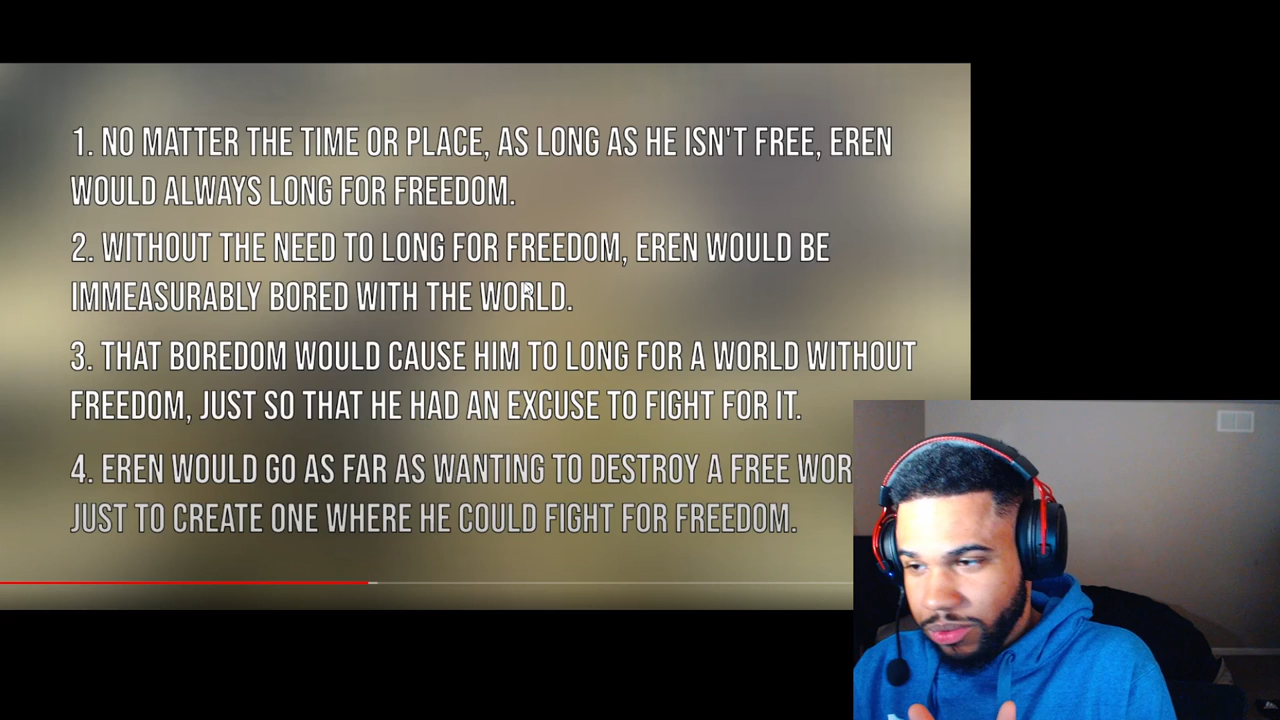 1. NO MATTER THE TIME OR PLACE, AS LONG AS HE ISN'T FREE, EREN
WOULD ALWAYS LONG FOR FREEDOM.
2. WITHOUT THE NEED TO LONG FOR FREEDOM, EREN WOULD BE
IMMEASURABLY BORED WITH THE WORLD.
3. THAT BOREDOM WOULD CAUSE HIM TO LONG FOR A WORLD WITHOUT
FREEDOM, JUST SO THAT HE HAD AN EXCUSE TO FIGHT FOR IT.
4. EREN WOULD GO AS FAR AS WANTING TO DESTROY A FREE WOR
JUST TO CREATE ONE WHERE HE COULD FIGHT FOR FREEDOM.